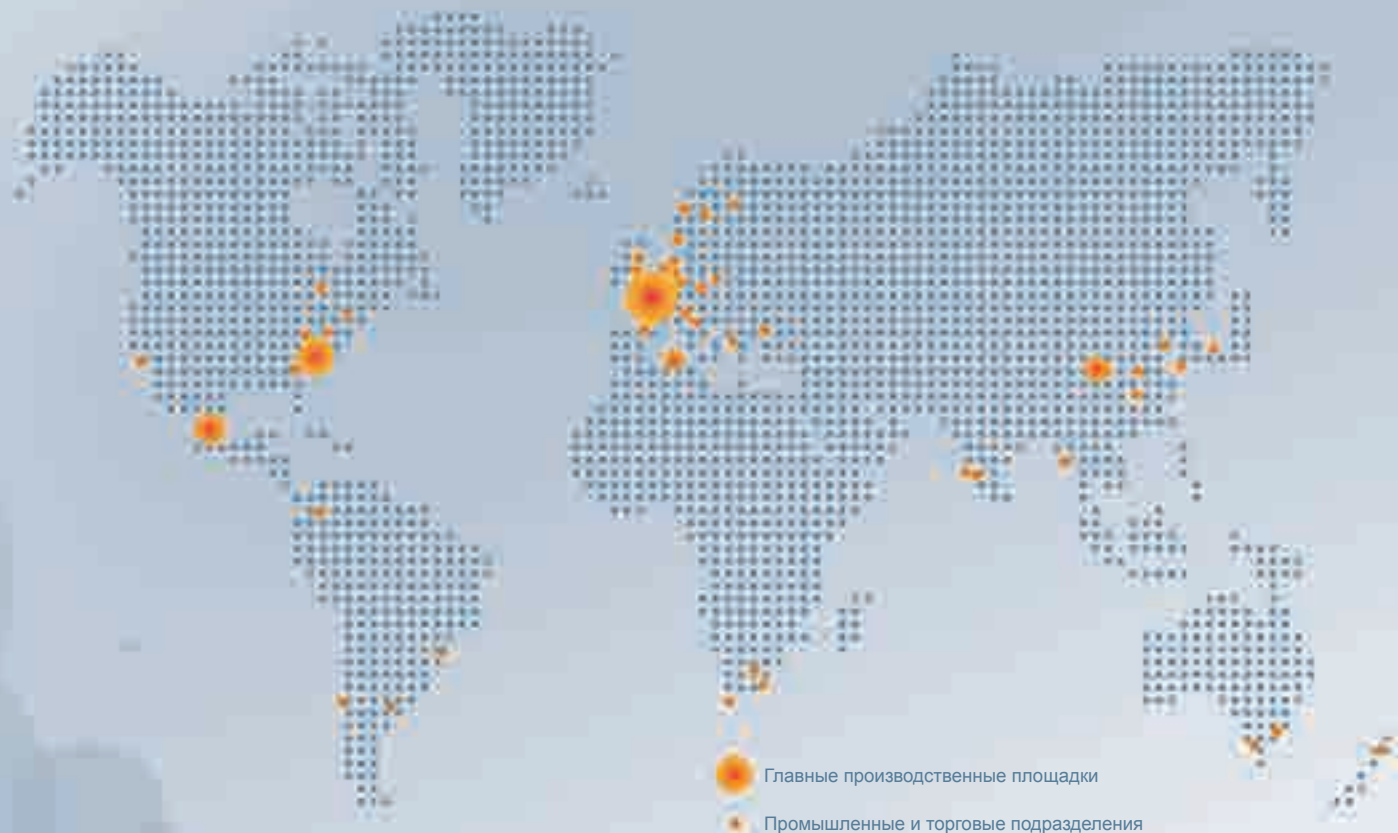 Главные производственные площадки
Промышленные и торговые подразделения